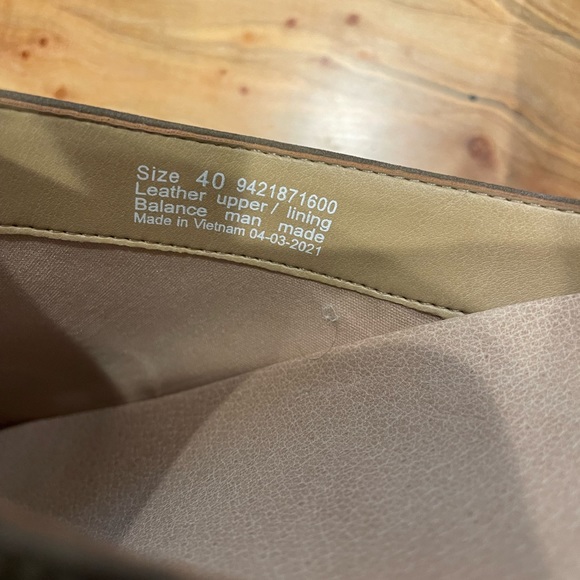 Size 40 9421871600
Leather upper/ lining
Balance man made
Made in Vietnam 04-03-2021